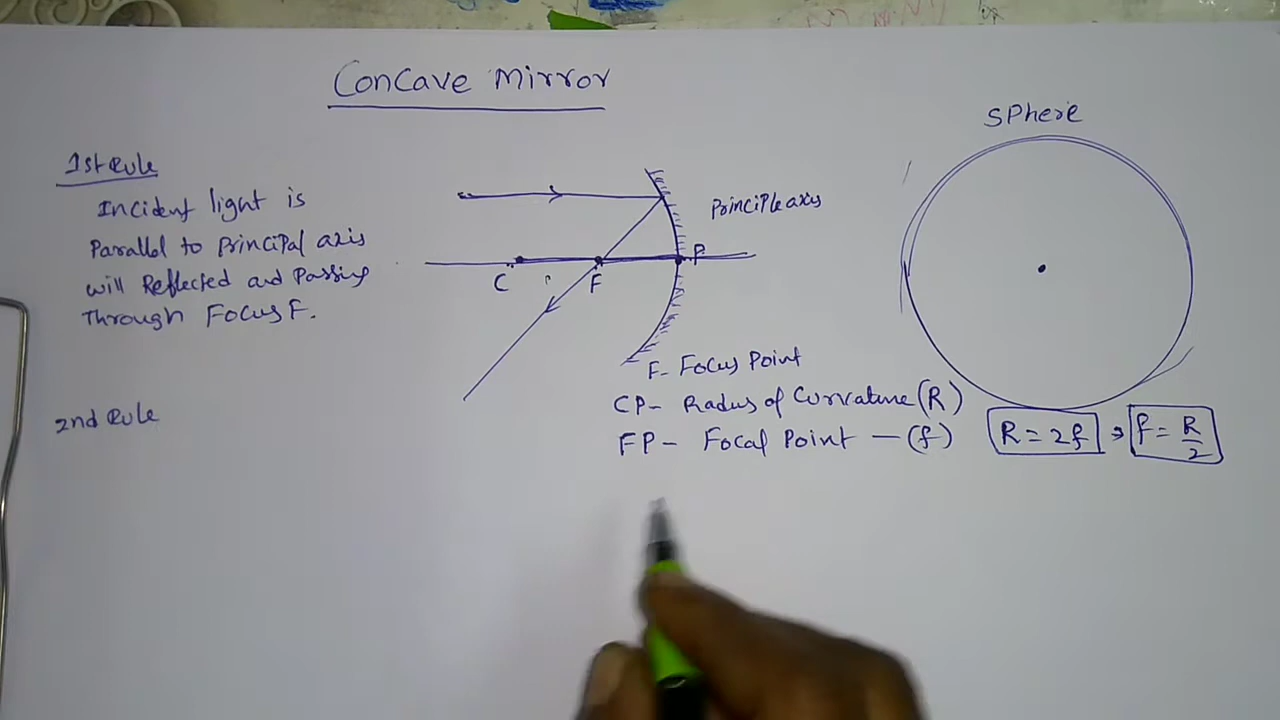 Concave Mirror
SPhere
1st Rule
Incident light is
Parallel to Principal axis
will Reflected and Passing
Through Focus F.
Principle axis
P
C
F
F- Focus Point
CP- Radius of Curvature (R)
FP- Focal Point - (f)
R = 2f ⇒ f = R/2
2nd Rule